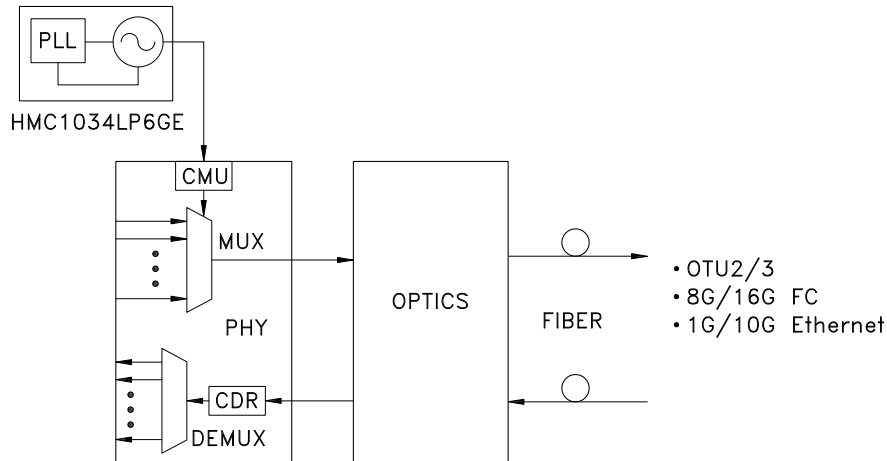 PLL
HMC1034LP6GE
CMU
MUX
PHY
OPTICS
FIBER
• OTU2/3
• 8G/16G FC
• 1G/10G Ethernet
CDR
DEMUX